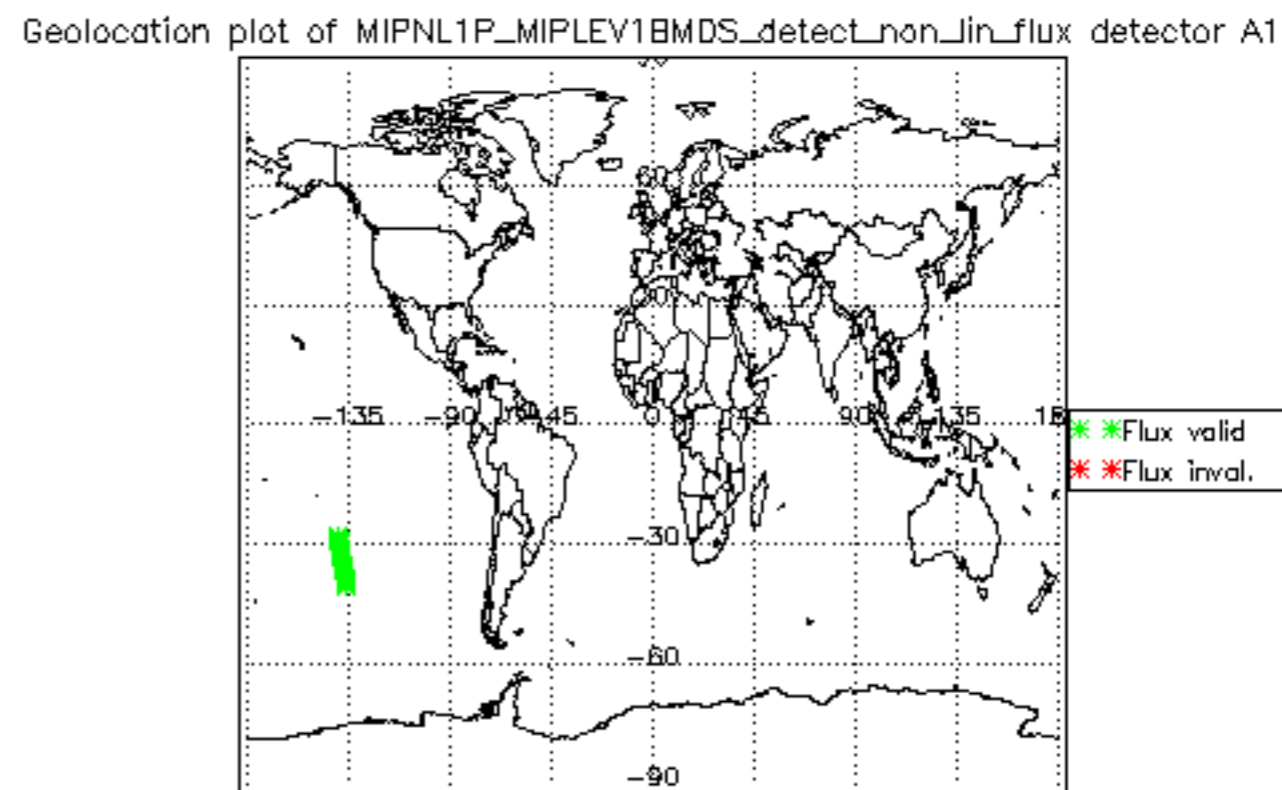 Geolocation plot of MIPNL1P_MIPLEV1BMDS_detect_non_lin_flux detector A1
60
-135 -90 45 0 45 90 135
Flux valid
Flux inval.
-30
-60
-90